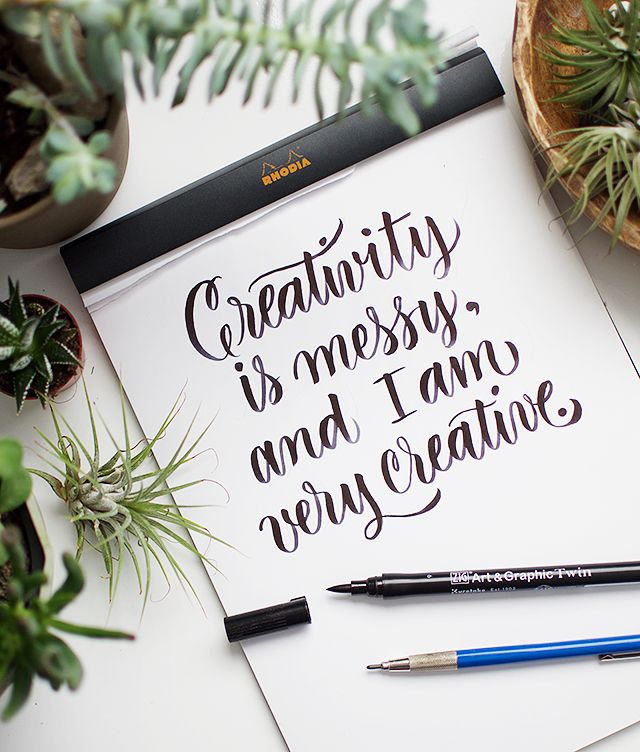 RHODIA
Creativity
is messy,
and I am
very creative.
ZIG Art & Graphic Twin
Kuretake Est 1902